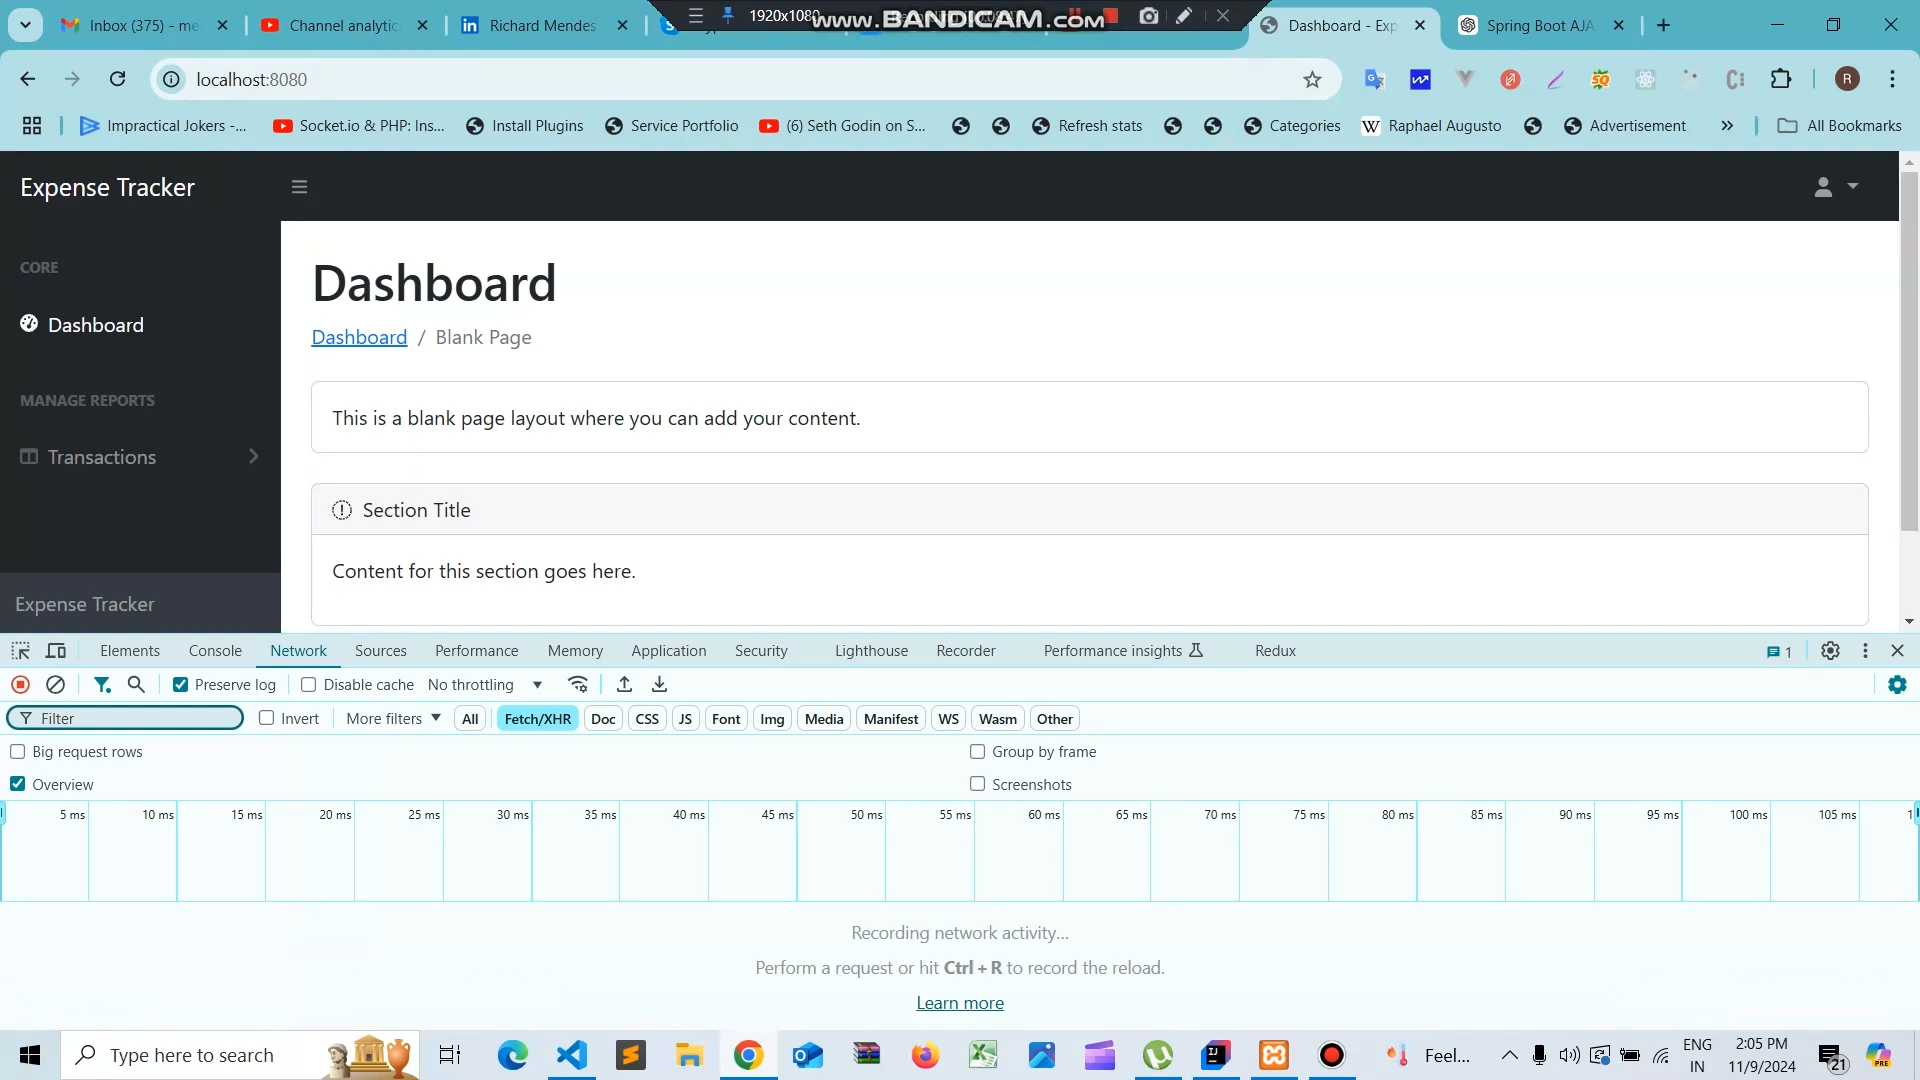 Inbox (375) - me
Channel analytic
Richard Mendes
1920x1080
www.BANDICAM.com
Dashboard - Exp
Spring Boot AJA
localhost:8080
R
Impractical Jokers -...
Socket.io & PHP: Ins...
Install Plugins
Service Portfolio
(6) Seth Godin on S...
Refresh stats
Categories
W Raphael Augusto
Advertisement
All Bookmarks
Expense Tracker
CORE
Dashboard
MANAGE REPORTS
Transactions
Expense Tracker
Dashboard
Dashboard / Blank Page
This is a blank page layout where you can add your content.
Section Title
Content for this section goes here.
Elements
Console
Network
Sources
Performance
Memory
Application
Security
Lighthouse
Recorder
Performance insights
Redux
1
Preserve log
Disable cache
No throttling
Filter
Invert
More filters
All
Fetch/XHR
Doc
CSS
JS
Font
Img
Media
Manifest
WS
Wasm
Other
Big request rows
Group by frame
Overview
Screenshots
5 ms
10 ms
15 ms
20 ms
25 ms
30 ms
35 ms
40 ms
45 ms
50 ms
55 ms
60 ms
65 ms
70 ms
75 ms
80 ms
85 ms
90 ms
95 ms
100 ms
105 ms
Recording network activity...
Perform a request or hit Ctrl + R to record the reload.
Learn more
Type here to search
Feel...
ENG
IN
2:05 PM
11/9/2024
21